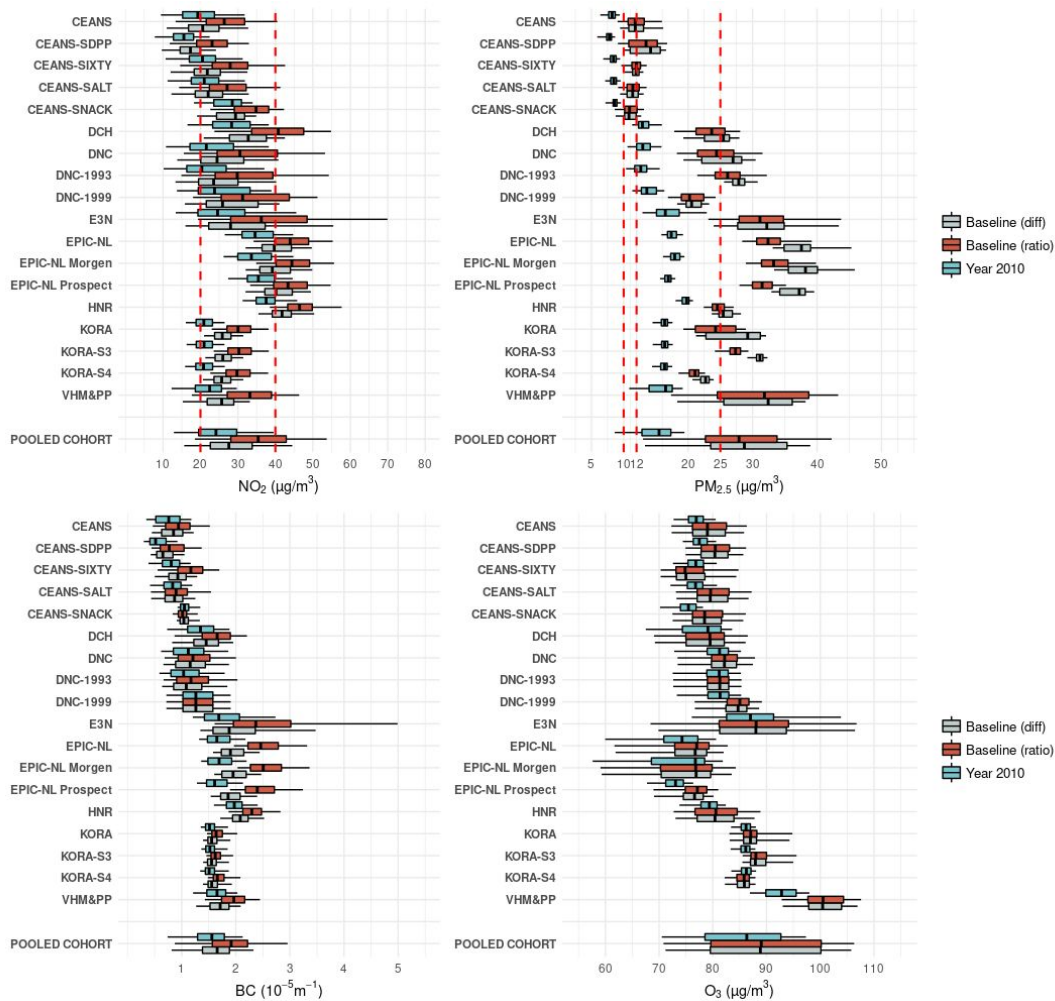 CEANS
CEANS-SDPP
CEANS-SIXTY
CEANS-SALT
CEANS-SNACK
DCH
DNC
DNC-1993
DNC-1999
E3N
EPIC-NL
EPIC-NL Morgen
EPIC-NL Prospect
HNR
KORA
KORA-S3
KORA-S4
VHM&PP
POOLED COHORT
10 20 30 40 50 60 70 80
NO₂ (µg/m³)
CEANS
CEANS-SDPP
CEANS-SIXTY
CEANS-SALT
CEANS-SNACK
DCH
DNC
DNC-1993
DNC-1999
E3N
EPIC-NL
EPIC-NL Morgen
EPIC-NL Prospect
HNR
KORA
KORA-S3
KORA-S4
VHM&PP
POOLED COHORT
5 10 12 20 25 30 40 50
PM₂.₅ (µg/m³)
Baseline (diff)
Baseline (ratio)
Year 2010
CEANS
CEANS-SDPP
CEANS-SIXTY
CEANS-SALT
CEANS-SNACK
DCH
DNC
DNC-1993
DNC-1999
E3N
EPIC-NL
EPIC-NL Morgen
EPIC-NL Prospect
HNR
KORA
KORA-S3
KORA-S4
VHM&PP
POOLED COHORT
1 2 3 4 5
BC (10⁻⁵m⁻¹)
CEANS
CEANS-SDPP
CEANS-SIXTY
CEANS-SALT
CEANS-SNACK
DCH
DNC
DNC-1993
DNC-1999
E3N
EPIC-NL
EPIC-NL Morgen
EPIC-NL Prospect
HNR
KORA
KORA-S3
KORA-S4
VHM&PP
POOLED COHORT
60 70 80 90 100 110
O₃ (µg/m³)
Baseline (diff)
Baseline (ratio)
Year 2010